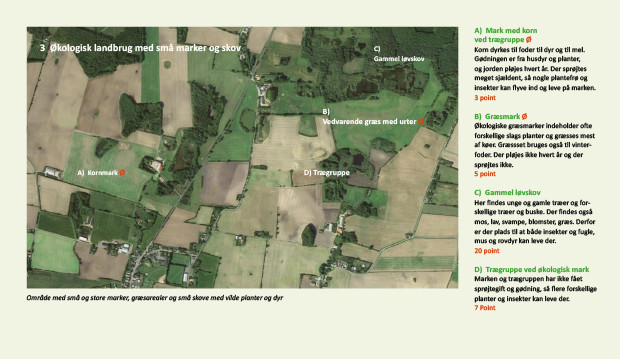 3 Økologisk landbrug med små marker og skov
C)
Gammel løvskov
B)
Vedvarende græs med urter Ø
A) Kornmark Ø
D) Trægruppe
Område med små og store marker, græsarealer og små skove med vilde planter og dyr
A) Mark med korn
ved trægruppe Ø
Korn dyrkes til foder til dyr og til mel.
Gødningen er fra husdyr og planter,
og jorden pløjes hvert år. Der sprøjtes
meget sjældent, så nogle plantefrø og
insekter kan flyve ind og leve på marken.
3 point
B) Græsmark Ø
Økologiske græsmarker indeholder ofte
forskellige slags planter og græsses mest
af køer. Græsset bruges også til vinter-
foder. Der pløjes ikke hvert år og der
sprøjtes ikke.
5 point
C) Gammel løvskov
Her findes unge og gamle træer og for-
skellige træer og buske. Der findes også
mos, lav, svampe, blomster, græs. Derfor
er der plads til at både insekter og fugle,
mus og rovdyr kan leve der.
20 point
D) Trægruppe ved økologisk mark
Marken og trægruppen har ikke fået
sprøjtegift og gødning, så flere forskellige
planter og insekter kan leve der.
7 Point